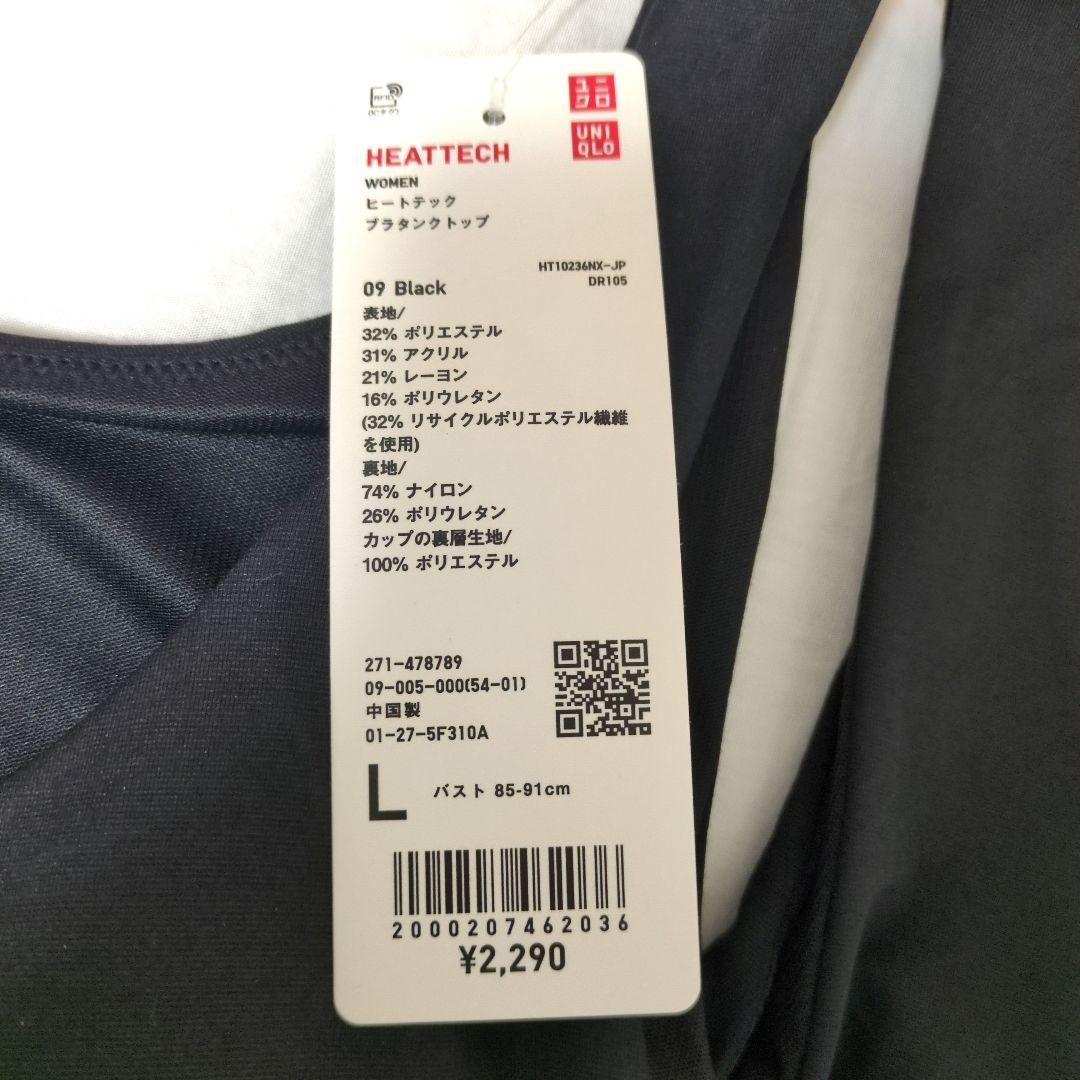 RFID
ユニ
クロ
UNI
QLO
HEATTECH
WOMEN
ヒートテック
ブラタンクトップ
HT10236NX-JP
DR105
09 Black
表地/
32% ポリエステル
31% アクリル
21% レーヨン
16% ポリウレタン
(32% リサイクルポリエステル繊維
を使用)
裏地/
74% ナイロン
26% ポリウレタン
カップの裏層生地/
100% ポリエステル
271-478789
09-005-000(54-01)
中国製
01-27-5F310A
L バスト 85-91cm
2000207462036
¥2,290